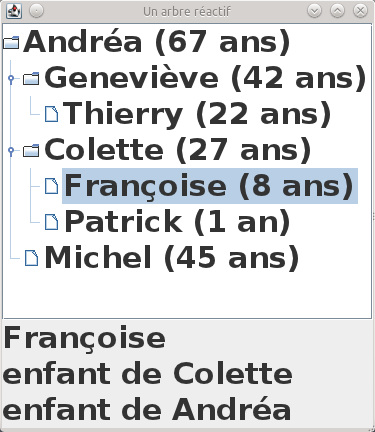 Un arbre réactif
Andréa (67 ans)
Geneviève (42 ans)
Thierry (22 ans)
Colette (27 ans)
Françoise (8 ans)
Patrick (1 an)
Michel (45 ans)
Françoise
enfant de Colette
enfant de Andréa